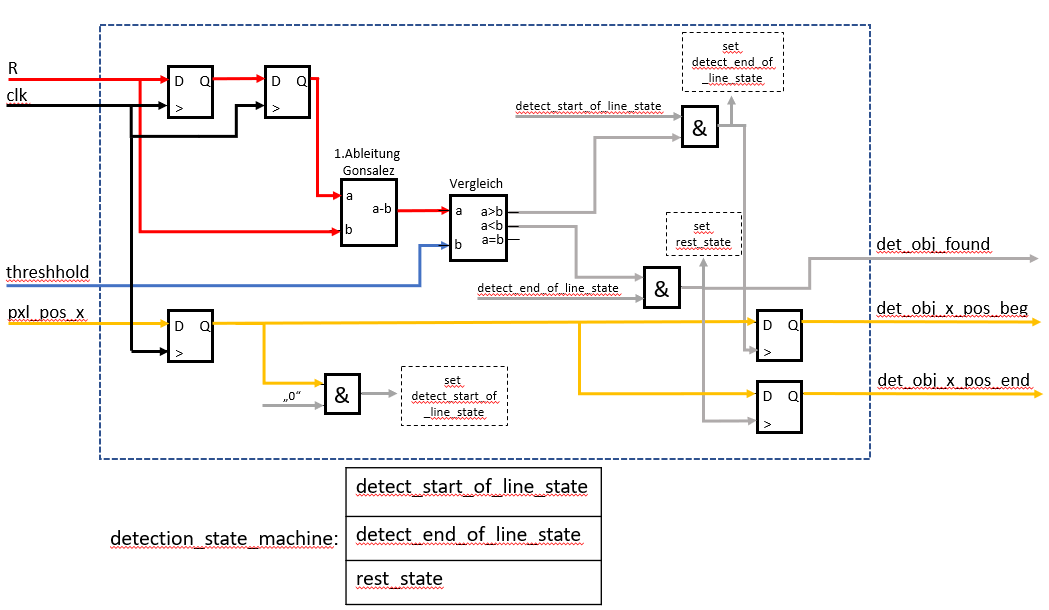 set
detect_end_of
_line_state
R
D Q
>
D Q
>
clk
detect_start_of_line_state
&
1.Ableitung
Gonsalez
a
a-b
b
Vergleich
a
a>b
a<b
a=b
b
set
rest_state
det_obj_found
threshhold
detect_end_of_line_state
&
pxl_pos_x
D Q
>
det_obj_x_pos_beg
D Q
>
„0“
&
set
detect_start_of
_line_state
det_obj_x_pos_end
D Q
>
detection_state_machine:
detect_start_of_line_state
detect_end_of_line_state
rest_state